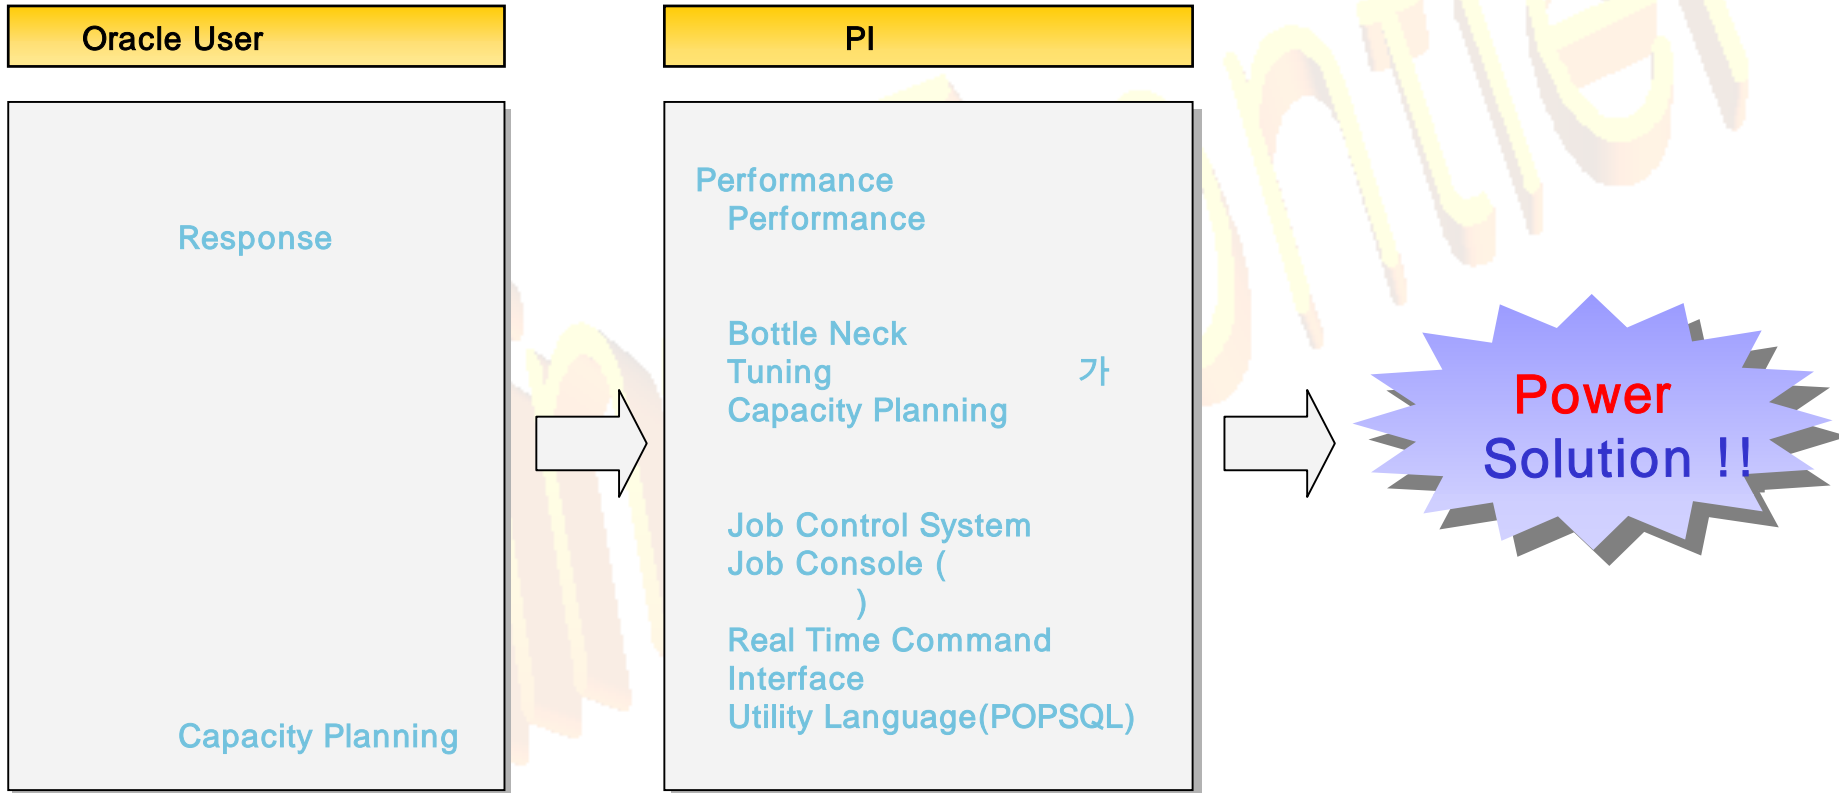 Oracle User
Response
Capacity Planning
PI
Performance
Performance
Bottle Neck
Tuning 가
Capacity Planning
Job Control System
Job Console (
)
Real Time Command
Interface
Utility Language(POPSQL)
Power
Solution !!